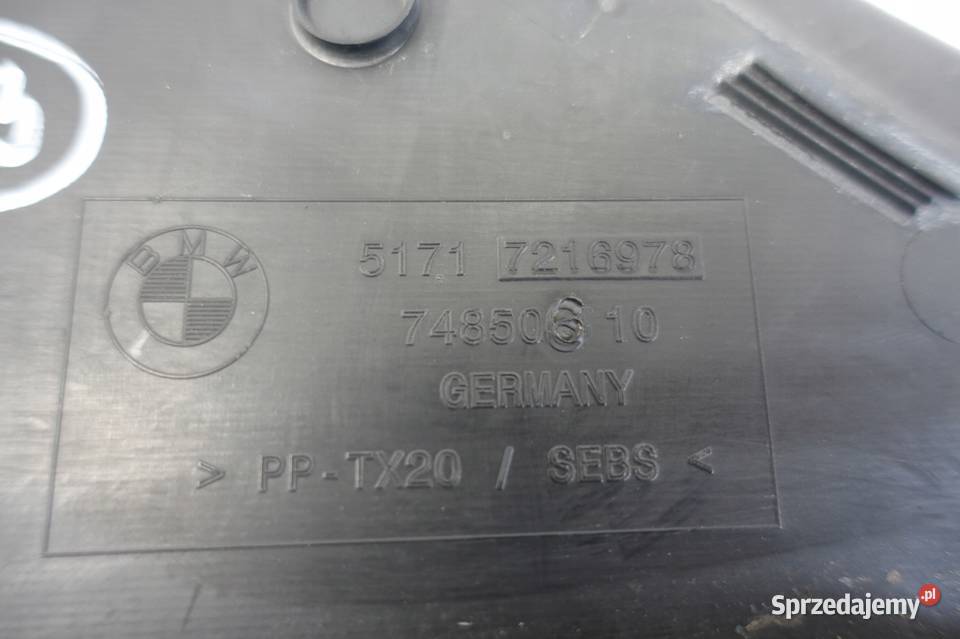 BMW
5171 7216978
748506 10
GERMANY
> PP-TX20 / SEBS <
Sprzedajemy.pl